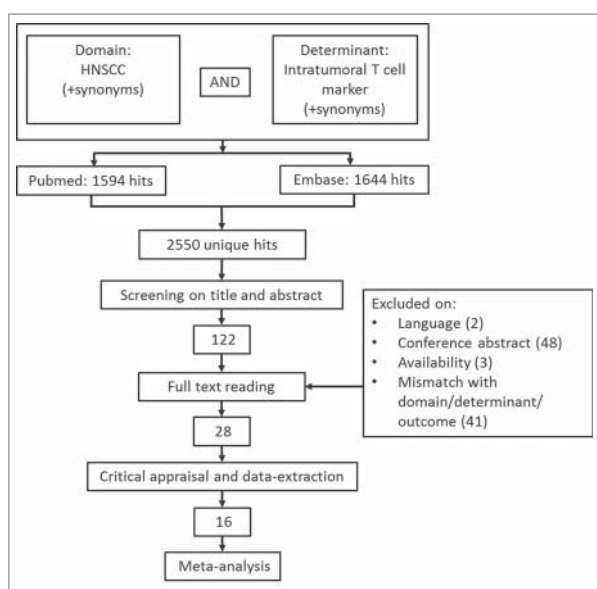 Domain:
HNSCC
(+synonyms)
AND
Determinant:
Intratumoral T cell
marker
(+synonyms)
Pubmed: 1594 hits
Embase: 1644 hits
2550 unique hits
Screening on title and abstract
122
Excluded on:
• Language (2)
• Conference abstract (48)
• Availability (3)
• Mismatch with
domain/determinant/
outcome (41)
Full text reading
28
Critical appraisal and data-extraction
16
Meta-analysis